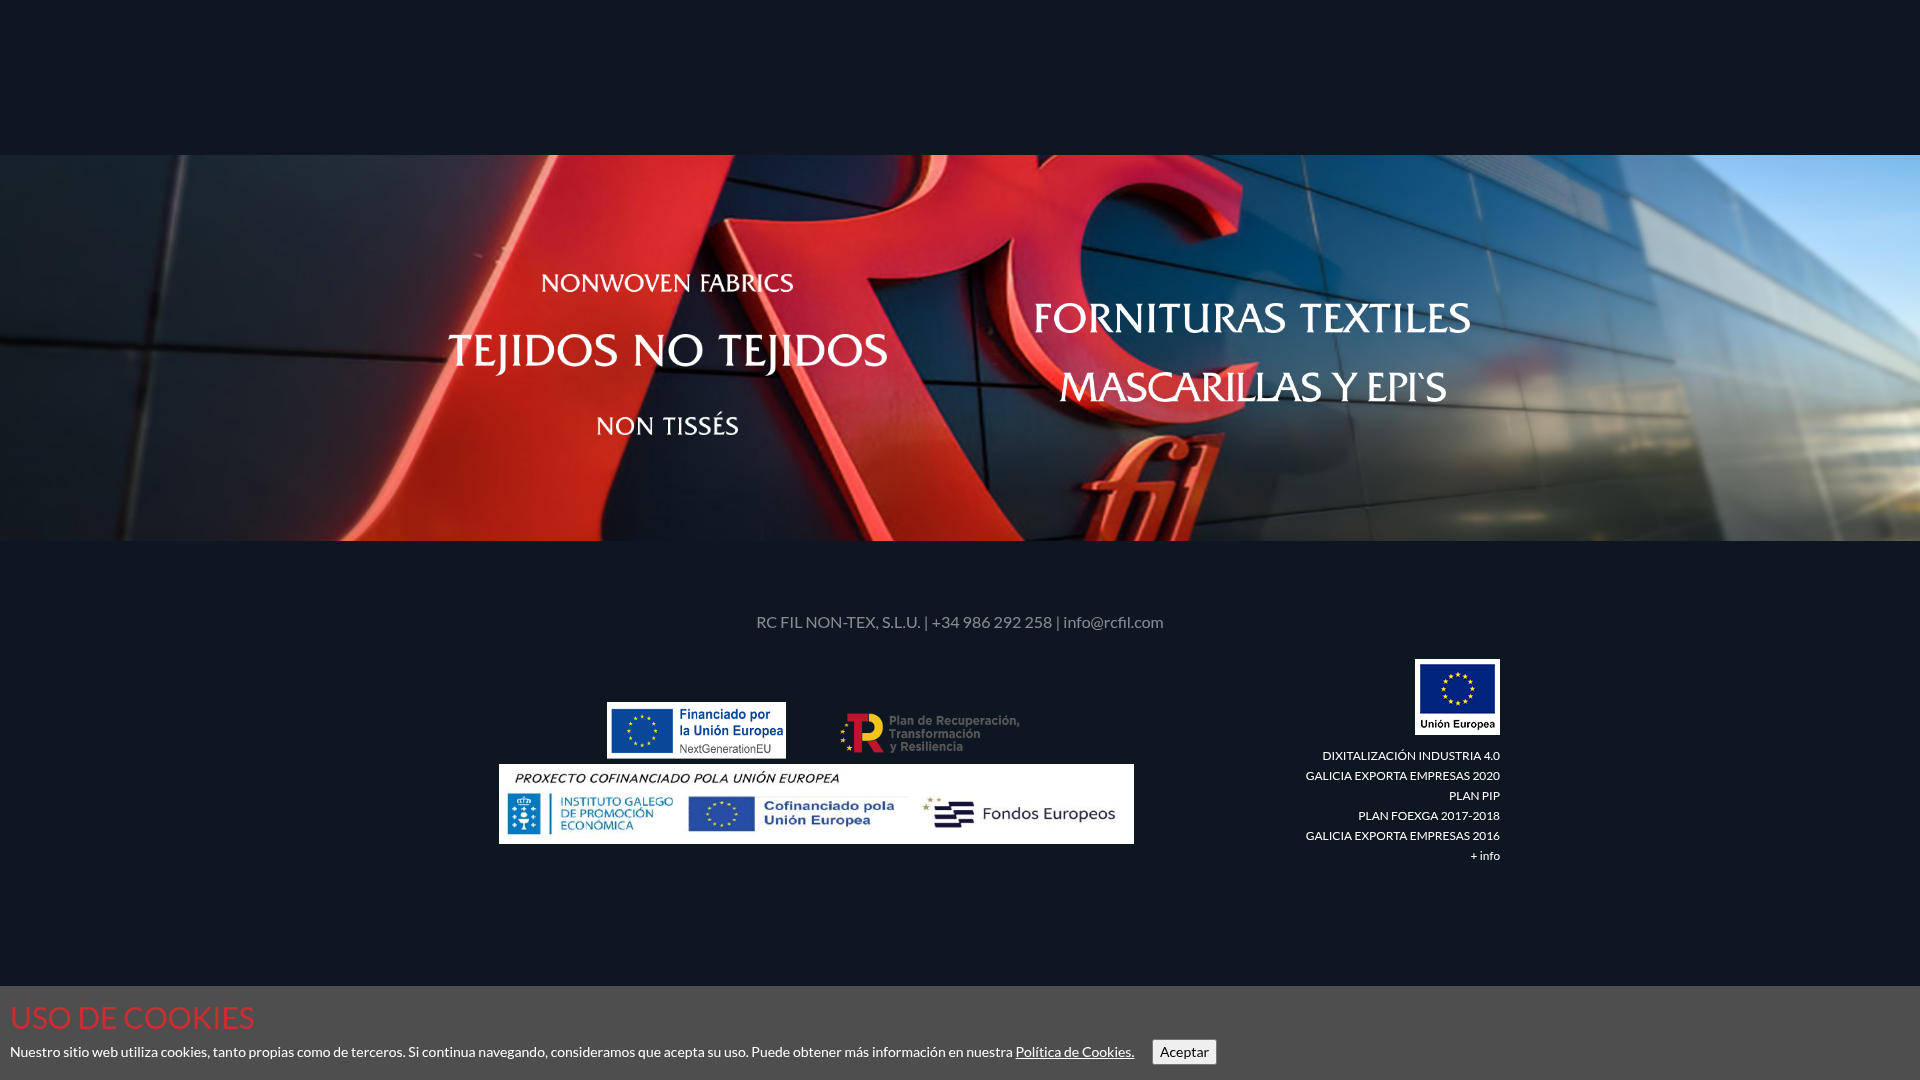 RC
fil
NONWOVEN FABRICS
TEJIDOS NO TEJIDOS
NON TISSÉS
FORNITURAS TEXTILES
MASCARILLAS Y EPI`S
RC FIL NON-TEX, S.L.U. | +34 986 292 258 | info@rcfil.com
Financiado por
la Unión Europea
NextGenerationEU
Plan de Recuperación,
Transformación
y Resiliencia
PROXECTO COFINANCIADO POLA UNIÓN EUROPEA
INSTITUTO GALEGO
DE PROMOCIÓN
ECONÓMICA
Cofinanciado pola
Unión Europea
Fondos Europeos
Unión Europea
DIXITALIZACIÓN INDUSTRIA 4.0
GALICIA EXPORTA EMPRESAS 2020
PLAN PIP
PLAN FOEXGA 2017-2018
GALICIA EXPORTA EMPRESAS 2016
+ info
USO DE COOKIES
Nuestro sitio web utiliza cookies, tanto propias como de terceros. Si continua navegando, consideramos que acepta su uso. Puede obtener más información en nuestra Política de Cookies. Aceptar